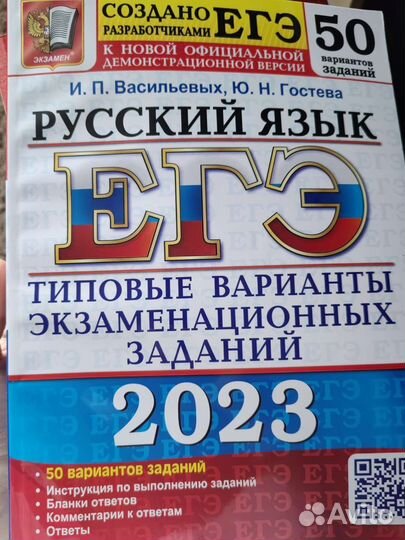 СОЗДАНО
РАЗРАБОТЧИКАМИ ЕГЭ
К НОВОЙ ОФИЦИАЛЬНОЙ
ДЕМОНСТРАЦИОННОЙ ВЕРСИИ
50
вариантов
заданий
ЭКЗАМЕН
И. П. Васильевых, Ю. Н. Гостева
РУССКИЙ ЯЗЫК
ЕГЭ
ТИПОВЫЕ ВАРИАНТЫ
ЭКЗАМЕНАЦИОННЫХ
ЗАДАНИЙ
2023
• 50 вариантов заданий
• Инструкция по выполнению заданий
• Бланки ответов
• Комментарии к ответам
• Ответы
Avito